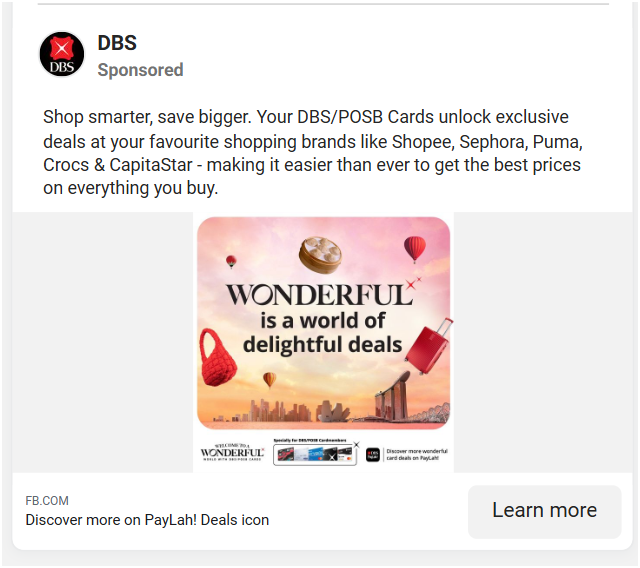 DBS
DBS
Sponsored
Shop smarter, save bigger. Your DBS/POSB Cards unlock exclusive
deals at your favourite shopping brands like Shopee, Sephora, Puma,
Crocs & CapitaStar - making it easier than ever to get the best prices
on everything you buy.
WONDERFUL
is a world of
delightful deals
WELCOME TO A
WONDERFUL
WORLD WITH DBS/POSB CARDS
Specially for DBS/POSB Cardmembers
DBS
PayLah!
Discover more wonderful
card deals on PayLah!
FB.COM
Discover more on PayLah! Deals icon
Learn more